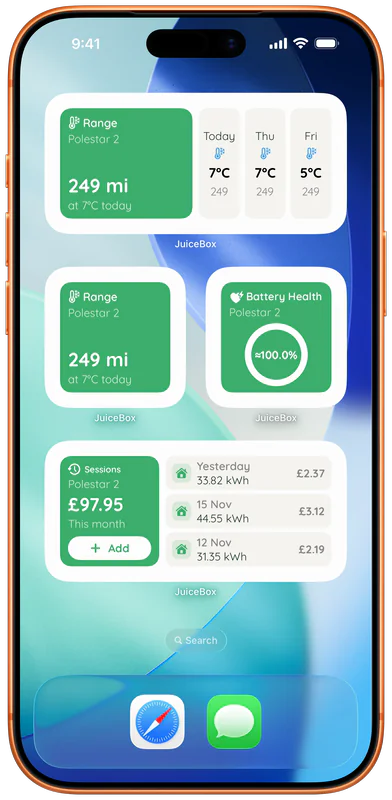 9:41
Range
Polestar 2
249 mi
at 7°C today
Today Thu Fri
7°C 7°C 5°C
249 249 249
JuiceBox
Range
Polestar 2
249 mi
at 7°C today
Battery Health
Polestar 2
≈100.0%
JuiceBox JuiceBox
Sessions
Polestar 2
£97.95
This month
+ Add
Yesterday
33.82 kWh £2.37
15 Nov
44.55 kWh £3.12
12 Nov
31.35 kWh £2.19
JuiceBox
Search